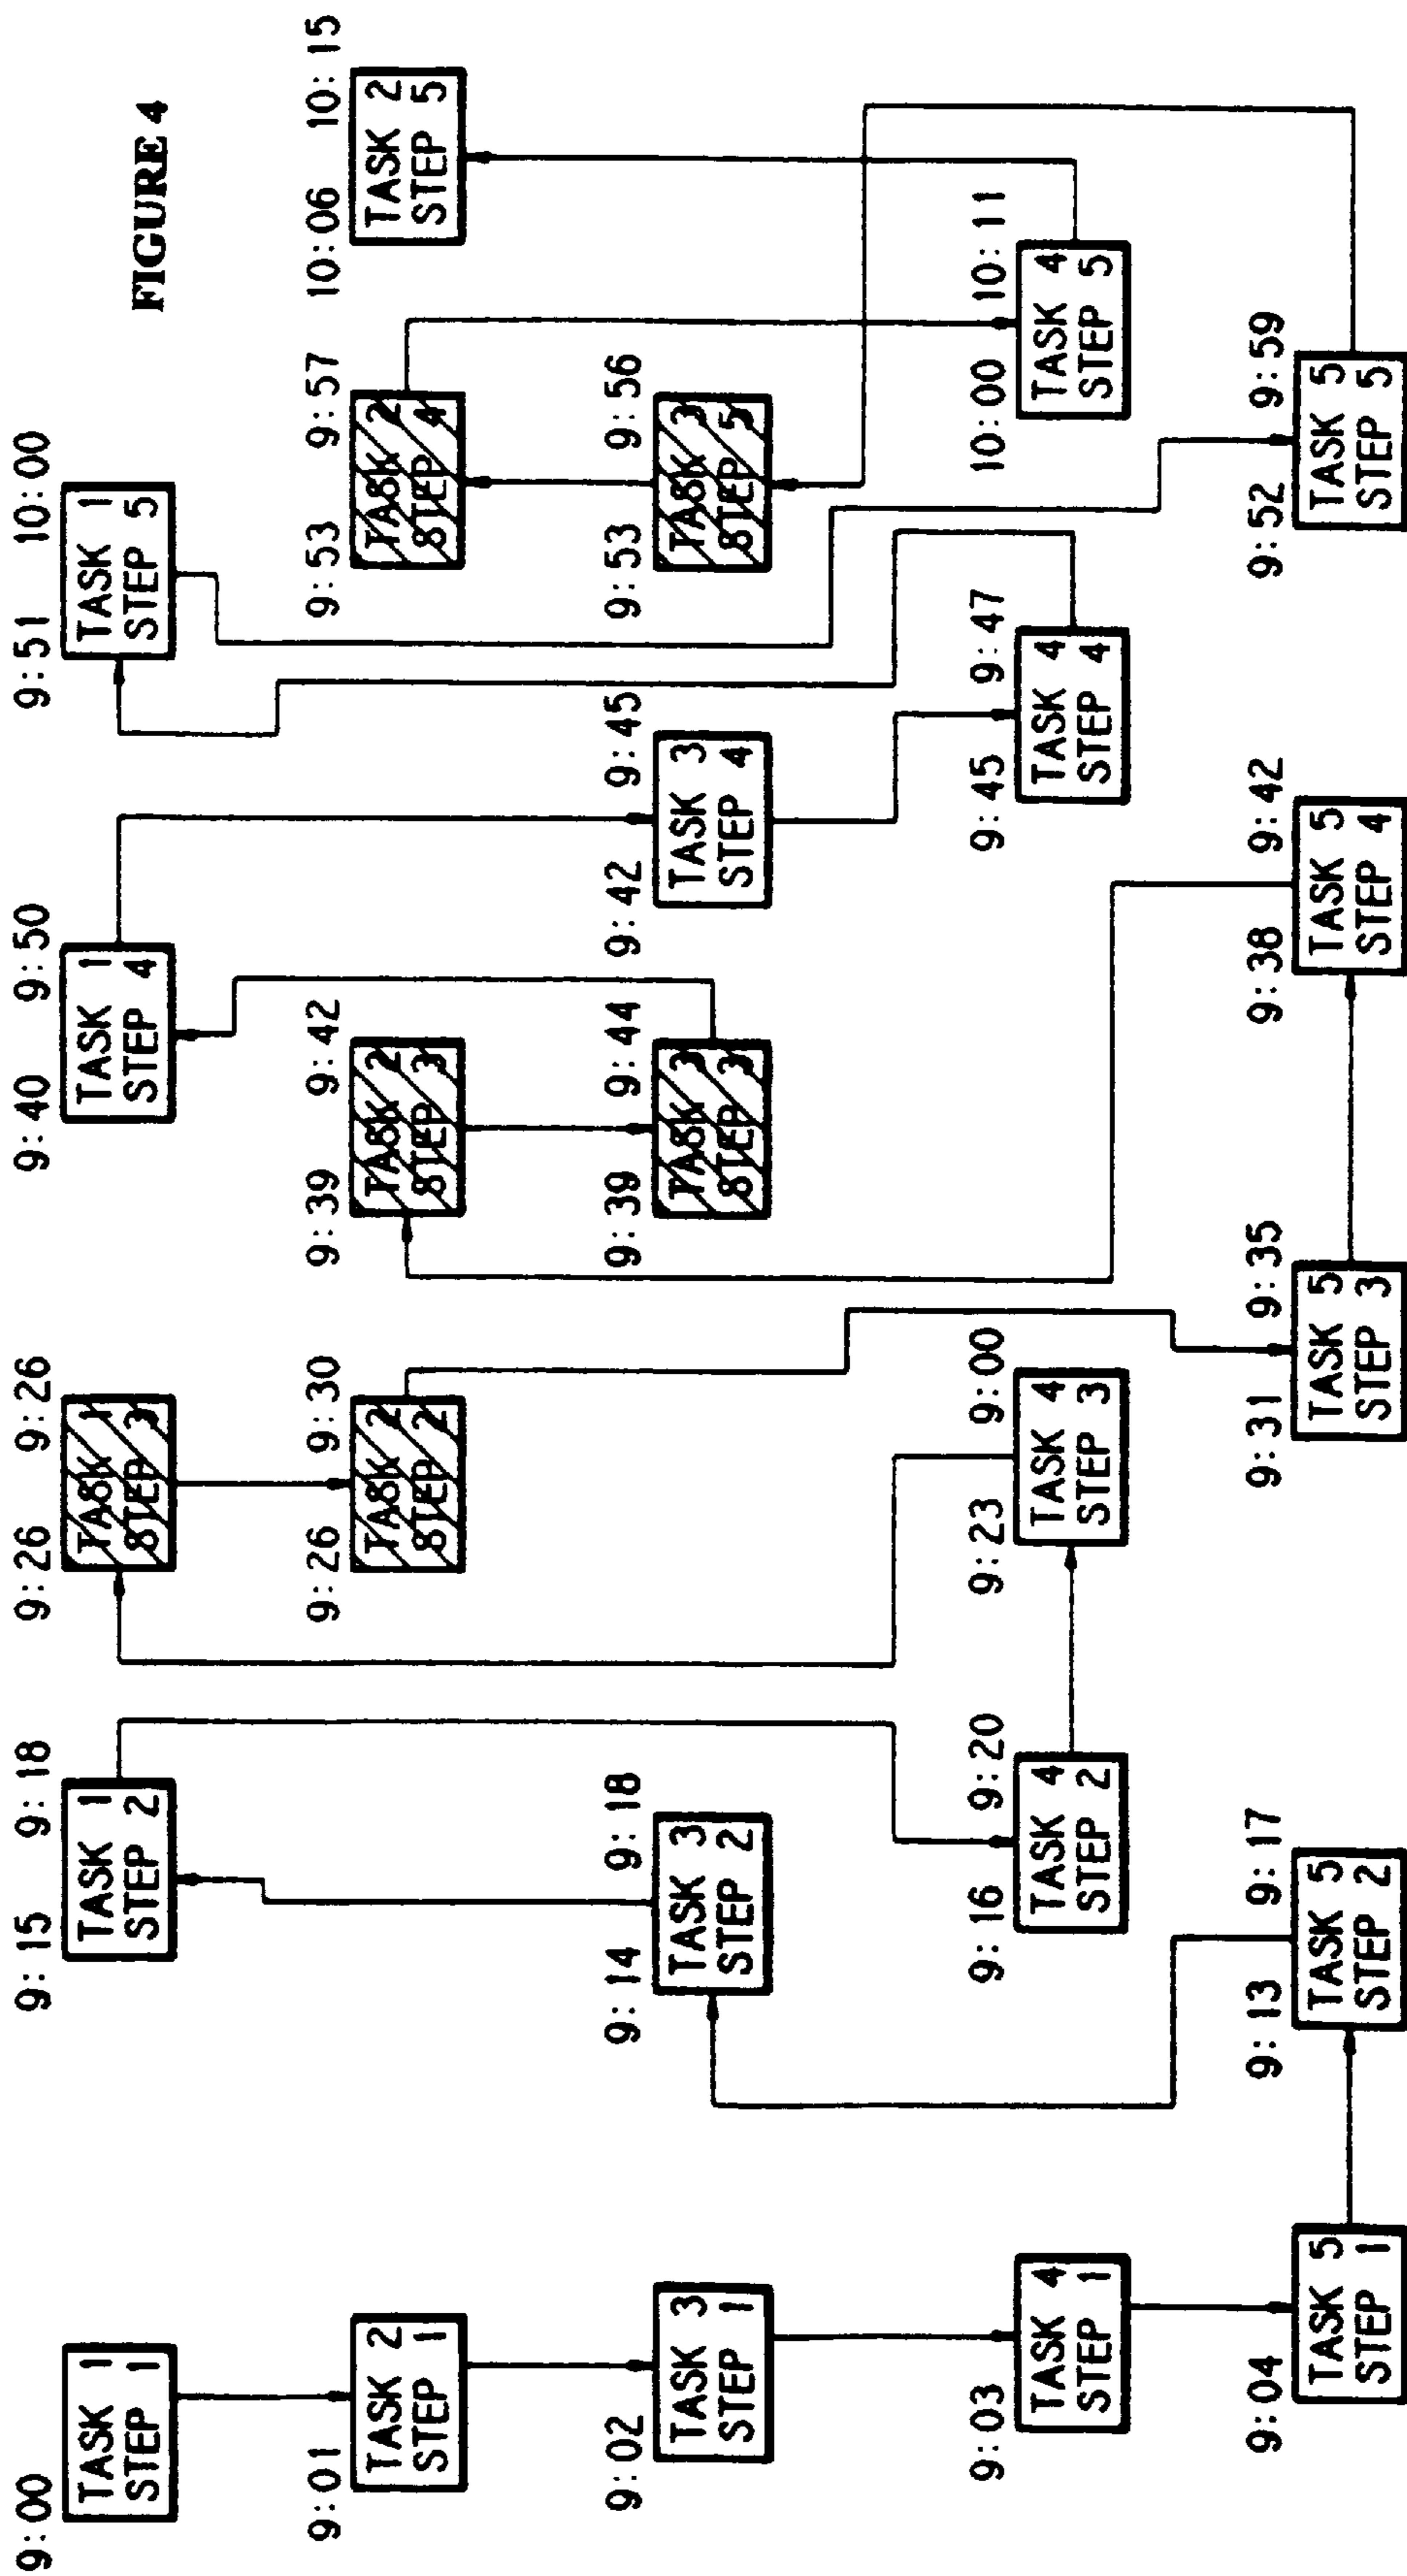 FIGURE 4
9:00
TASK 1
STEP 1
9:15
9:18
TASK 1
STEP 2
9:26
9:26
TASK 1
STEP 3
9:40
9:50
TASK 1
STEP 4
9:51
10:00
TASK 1
STEP 5
9:01
TASK 2
STEP 1
9:26
9:30
TASK 2
STEP 2
9:39
9:42
TASK 2
STEP 3
9:53
9:57
TASK 2
STEP 4
10:06
10:15
TASK 2
STEP 5
9:02
TASK 3
STEP 1
9:14
9:18
TASK 3
STEP 2
9:39
9:44
TASK 3
STEP 3
9:42
9:45
TASK 3
STEP 4
9:53
9:56
TASK 3
STEP 5
9:03
TASK 4
STEP 1
9:16
9:20
TASK 4
STEP 2
9:23
9:00
TASK 4
STEP 3
9:45
9:47
TASK 4
STEP 4
10:00
10:11
TASK 4
STEP 5
9:04
TASK 5
STEP 1
9:13
9:17
TASK 5
STEP 2
9:31
9:35
TASK 5
STEP 3
9:38
9:42
TASK 5
STEP 4
9:52
9:59
TASK 5
STEP 5